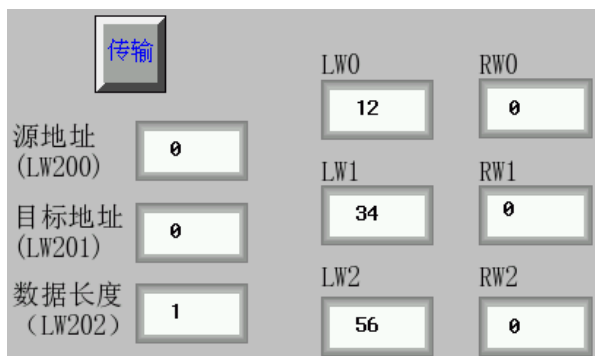 传输
源地址
(LW200)
0
目标地址
(LW201)
0
数据长度
（LW202）
1
LW0
RW0
12
0
LW1
RW1
34
0
LW2
RW2
56
0